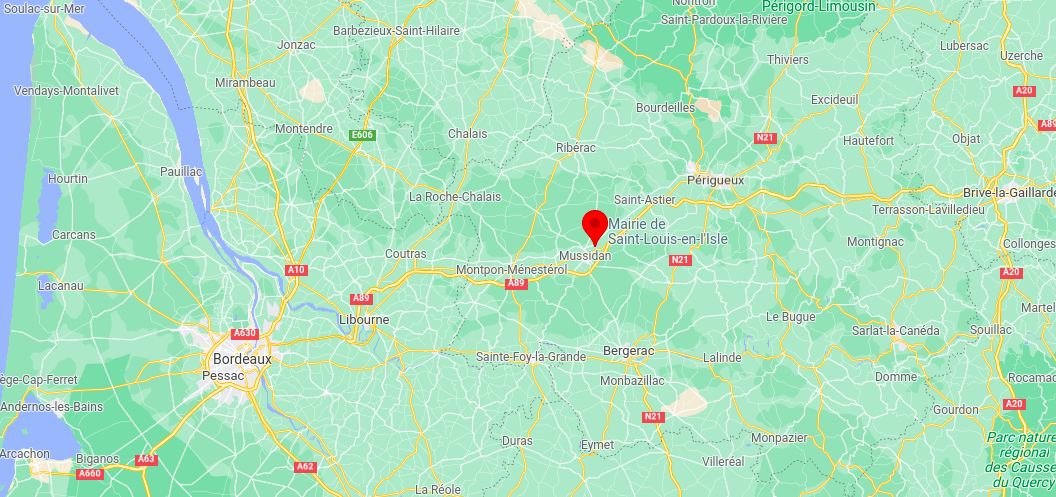 Soulac-sur-Mer
Nontron
Périgord-Limousin
Saint-Pardoux-la-Rivière
Barbezieux-Saint-Hilaire
Jonzac
Lubersac
Uzerche
Thiviers
Mirambeau
Vendays-Montalivet
A20
Excideuil
Bourdeilles
A89
Montendre
E606
Chalais
N21
Hautefort
Objat
Ribérac
Pauillac
Hourtin
Périgueux
Brive-la-Gaillarde
La Roche-Chalais
Saint-Astier
Terrasson-Lavilledieu
Mairie de
Saint-Louis-en-l'Isle
Carcans
Montignac
Collonges
Coutras
Mussidan
N21
A10
Montpon-Ménestérol
A20
A89
Lacanau
A89
Martel
Libourne
Le Bugue
A630
Sarlat-la-Canéda
Souillac
Bordeaux
Sainte-Foy-la-Grande
Bergerac
Lalinde
Pessac
ège-Cap-Ferret
Monbazillac
Domme
Rocamad
Andernos-les-Bains
A20
Gourdon
N21
Duras
Eymet
Monpazier
Parc nature
régional
des Causse
du Quercy
Arcachon
Biganos
A63
A660
A62
Villeréal
La Réole